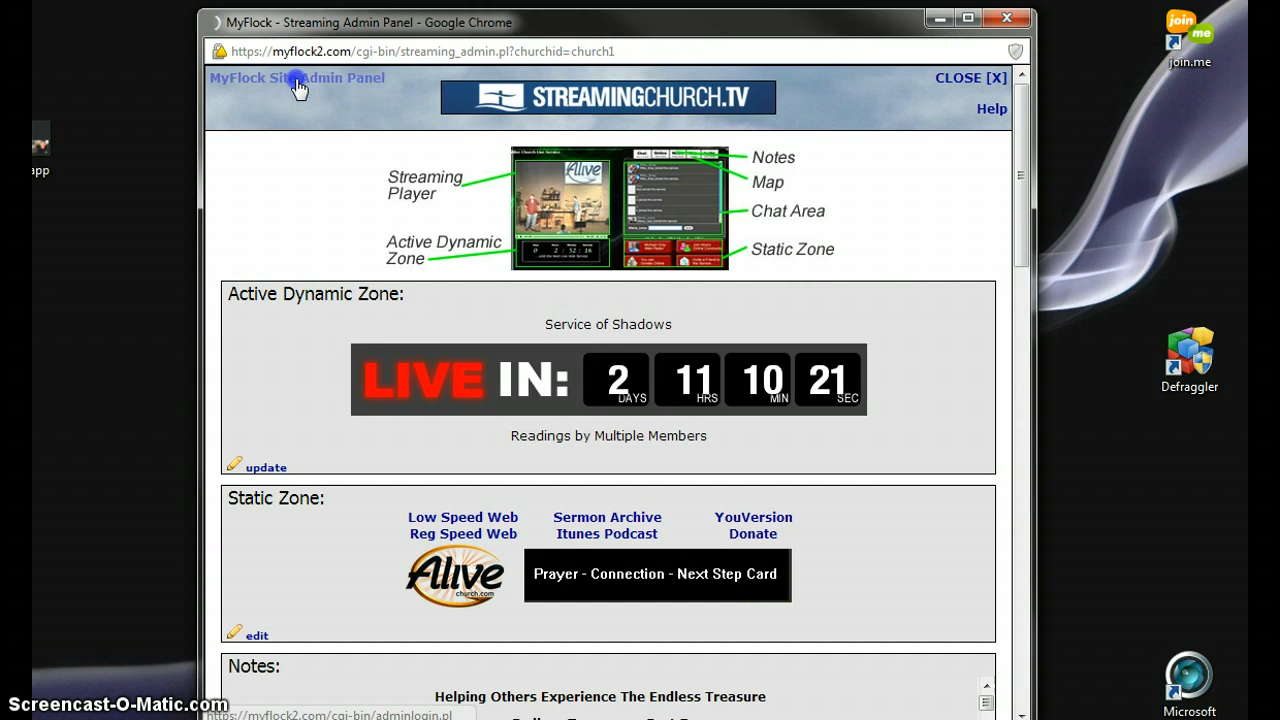 MyFlock - Streaming Admin Panel - Google Chrome
https://myflock2.com/cgi-bin/streaming_admin.pl?churchid=church1
MyFlock Site Admin Panel
STREAMINGCHURCH.TV
CLOSE [X]
Help
Streaming
Player
Active Dynamic
Zone
Alive
Notes
Map
Chat Area
Static Zone
Active Dynamic Zone:
Service of Shadows
LIVE IN: 2 DAYS 11 HRS 10 MIN 21 SEC
Readings by Multiple Members
update
Static Zone:
Low Speed Web Sermon Archive YouVersion
Reg Speed Web Itunes Podcast Donate
Alive
church.com
Prayer - Connection - Next Step Card
edit
Notes:
Helping Others Experience The Endless Treasure
https://myflock2.com/cgi-bin/adminlogin.pl
Screencast-O-Matic.com
app
join
me
join.me
Defraggler
Microsoft